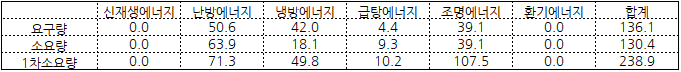 신재생에너지 난방에너지 냉방에너지 급탕에너지 조명에너지 환기에너지 합계
요구량 0.0 50.6 42.0 4.4 39.1 0.0 136.1
소요량 0.0 63.9 18.1 9.3 39.1 0.0 130.4
1차소요량 0.0 71.3 49.8 10.2 107.5 0.0 238.9